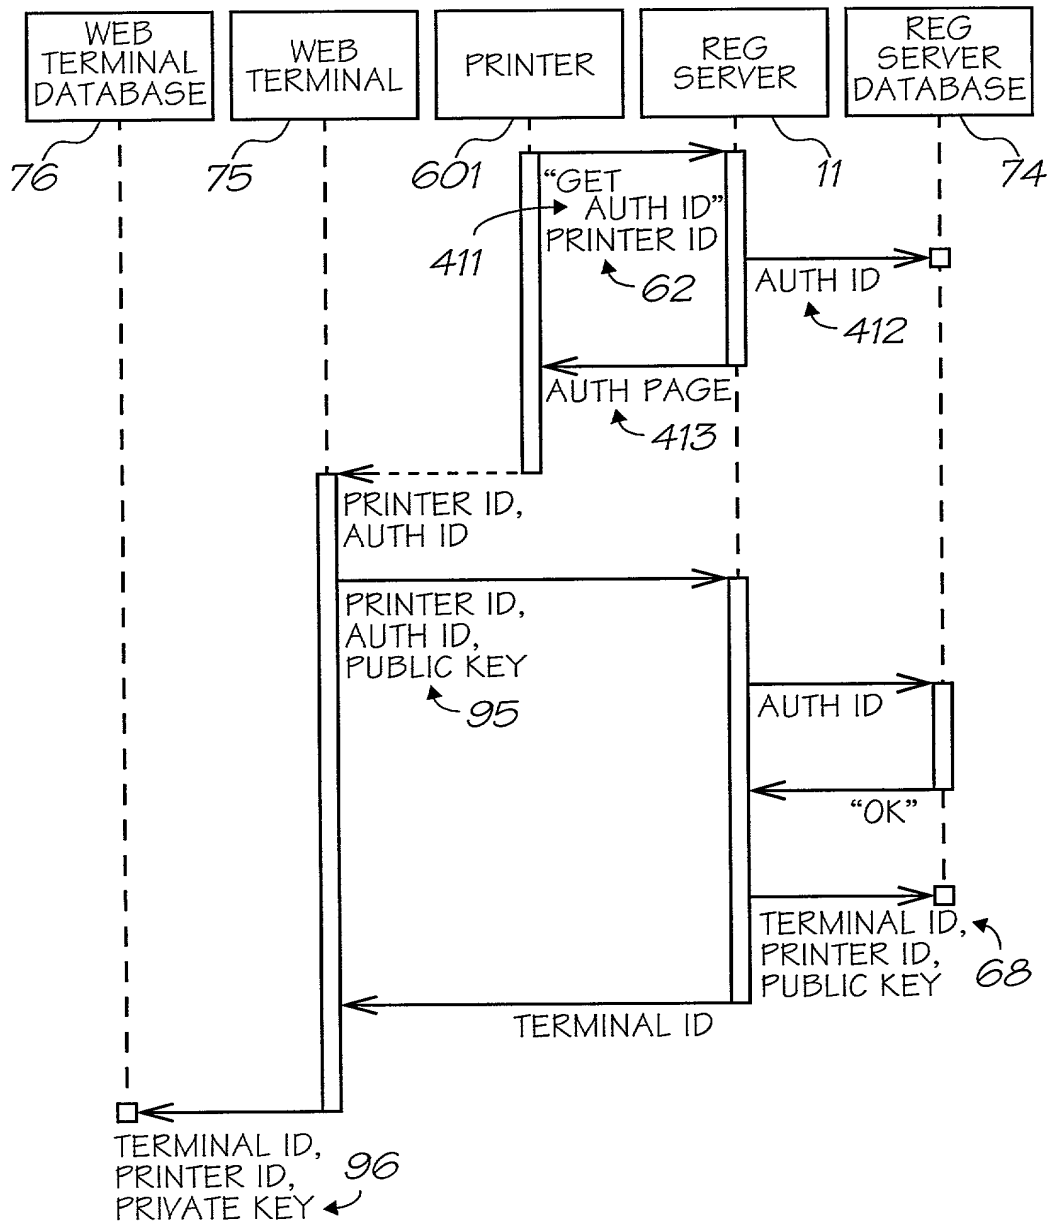 WEB
TERMINAL
DATABASE
WEB
TERMINAL
PRINTER
REG
SERVER
REG
SERVER
DATABASE
76
75
601
11
74
"GET
AUTH ID"
PRINTER ID
411
62
AUTH ID
412
AUTH PAGE
413
PRINTER ID,
AUTH ID
PRINTER ID,
AUTH ID,
PUBLIC KEY
95
AUTH ID
"OK"
TERMINAL ID,
PRINTER ID,
PUBLIC KEY
68
TERMINAL ID
TERMINAL ID,
PRINTER ID,
PRIVATE KEY
96